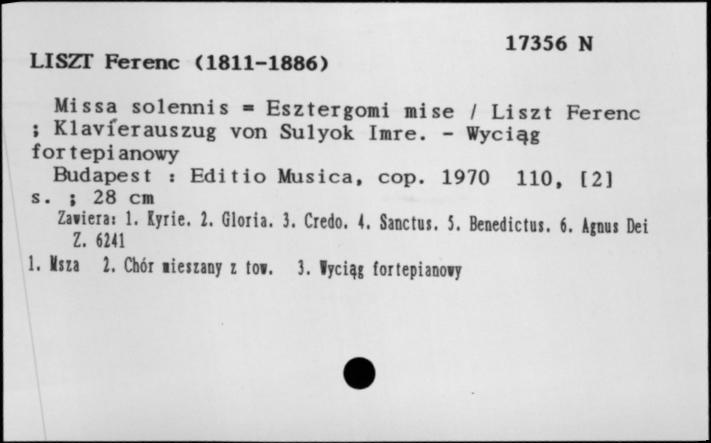 17356 N
LISZT Ferenc (1811-1886)
Missa solennis = Esztergomi mise / Liszt Ferenc
; Klavierauszug von Sulyok Imre. - Wyciąg
fortepianowy
Budapest : Editio Musica, cop. 1970 110, [2]
s. ; 28 cm
Zawiera: 1. Kyrie. 2. Gloria. 3. Credo. 4. Sanctus. 5. Benedictus. 6. Agnus Dei
Z. 6241
1. Msza 2. Chór mieszany z tow. 3. Wyciąg fortepianowy